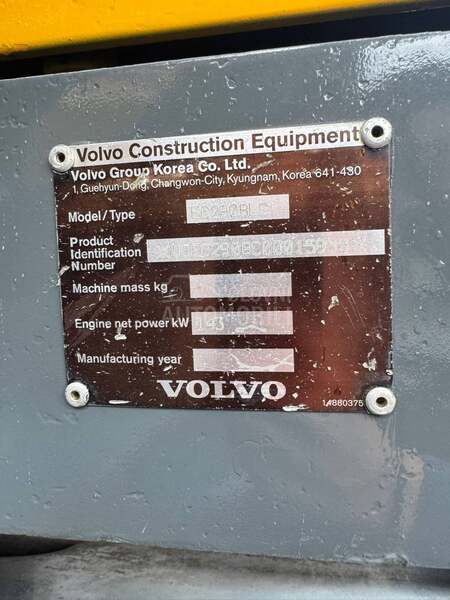 Volvo Construction Equipment
Volvo Group Korea Co. Ltd.
1, Guehyun-Dong, Changwon-City, Kyungnam, Korea 641-430
Model/Type
Product
Identification
Number
Machine mass kg
Engine net power kW 143
Manufacturing year
VOLVO
14880375